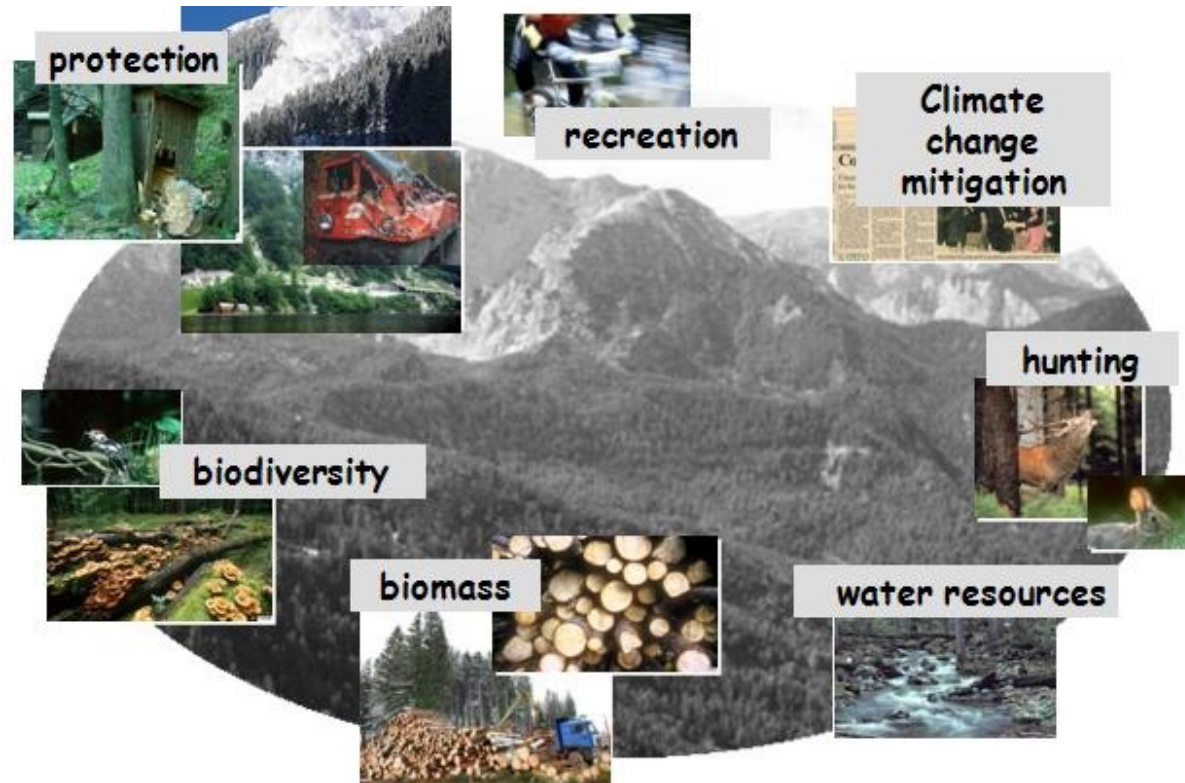 protection
recreation
Climate
change
mitigation
hunting
biodiversity
biomass
water resources